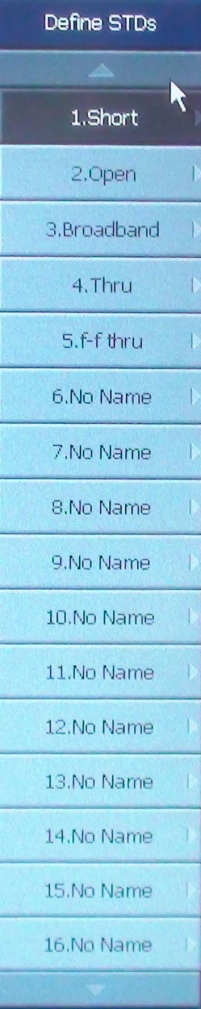 Define STDs
1.Short
2.Open
3.Broadband
4.Thru
5.f-f thru
6.No Name
7.No Name
8.No Name
9.No Name
10.No Name
11.No Name
12.No Name
13.No Name
14.No Name
15.No Name
16.No Name